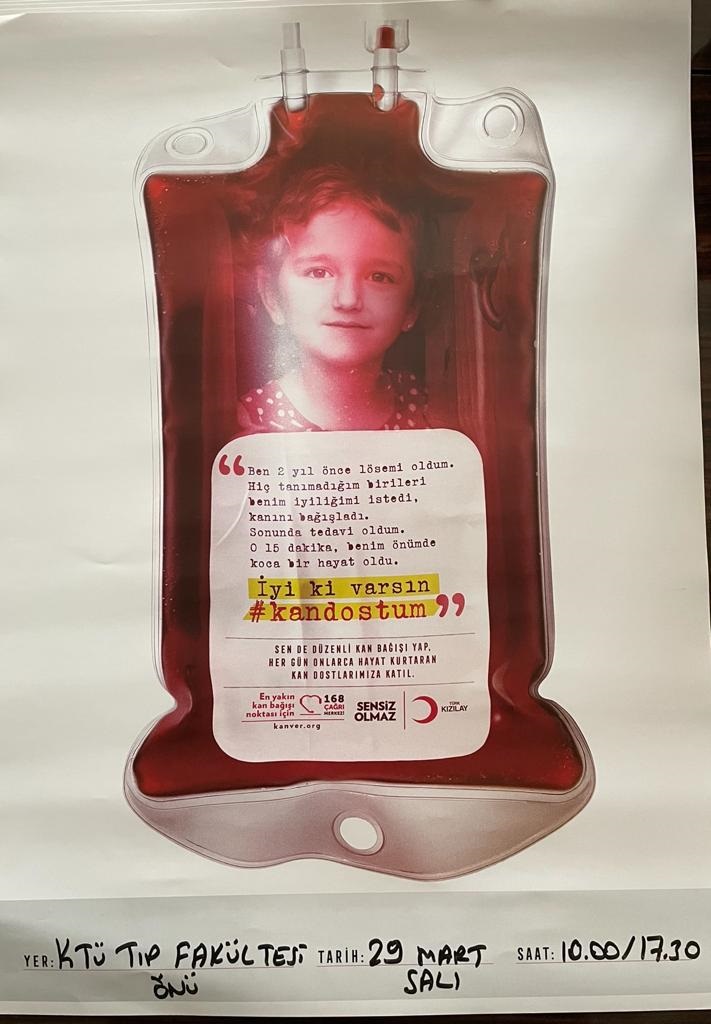 “ Ben 2 yıl önce lösemi oldum.
Hiç tanımadığım birileri
benim iyiliğimi istedi,
kanını bağışladı.
Sonunda tedavi oldum.
O 15 dakika, benim önümde
koca bir hayat oldu.
İyi ki varsın
#kandostum ”
SEN DE DÜZENLİ KAN BAĞIŞI YAP,
HER GÜN ONLARCA HAYAT KURTARAN
KAN DOSTLARIMIZA KATIL.
En yakın
kan bağışı
noktası için
168
ÇAĞRI
MERKEZİ
kanver.org
SENSİZ
OLMAZ
TÜRK
KIZILAY
YER: KTÜ TIP FAKÜLTESİ TARİH: 29 MART SAAT: 10.00/17.30
ÖNÜ SALI